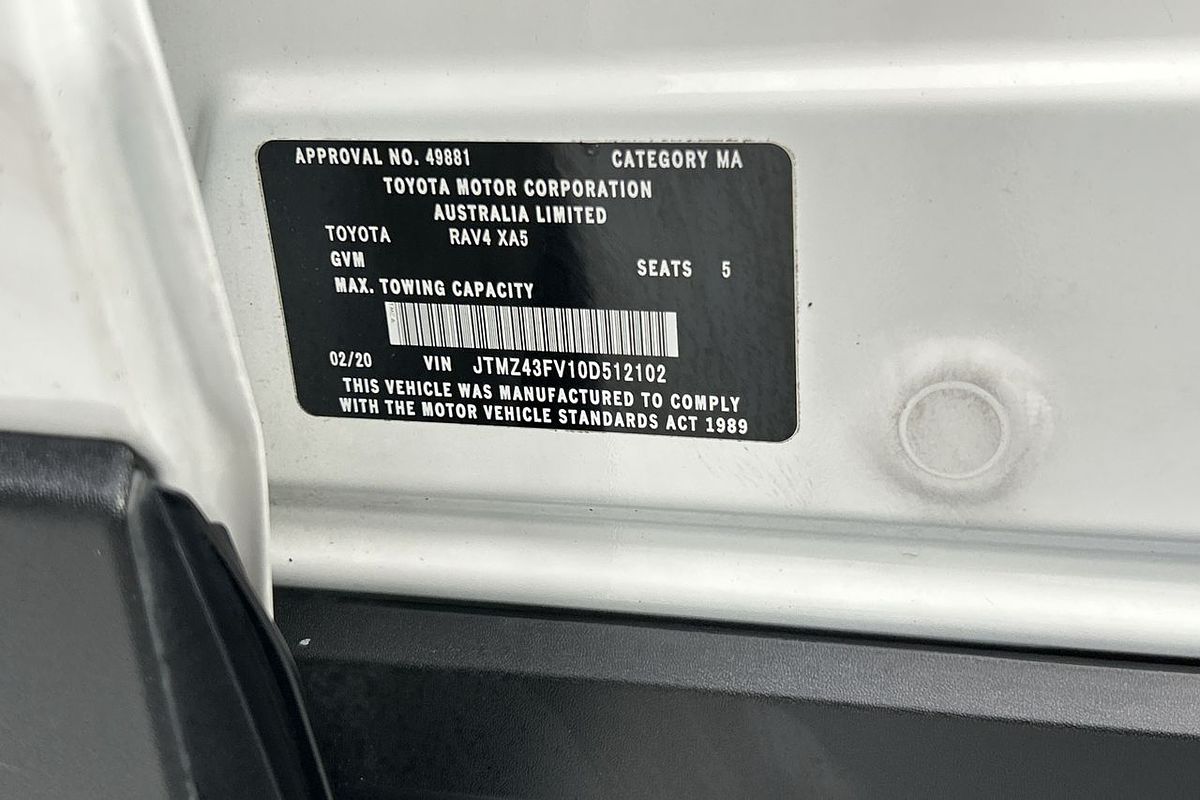 APPROVAL NO. 49881 CATEGORY MA
TOYOTA MOTOR CORPORATION
AUSTRALIA LIMITED
TOYOTA RAV4 XA5
GVM SEATS 5
MAX. TOWING CAPACITY
02/20 VIN JTMZ43FV10D512102
THIS VEHICLE WAS MANUFACTURED TO COMPLY
WITH THE MOTOR VEHICLE STANDARDS ACT 1989